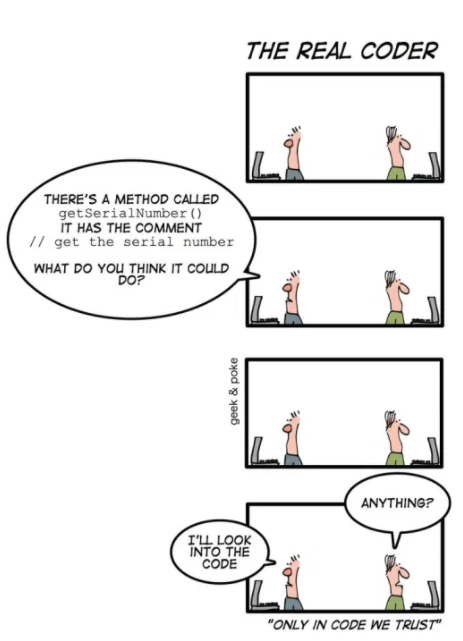 THE REAL CODER
THERE'S A METHOD CALLED
getSerialNumber()
IT HAS THE COMMENT
// get the serial number
WHAT DO YOU THINK IT COULD
DO?
geek & poke
ANYTHING?
I'LL LOOK
INTO THE
CODE
"ONLY IN CODE WE TRUST"